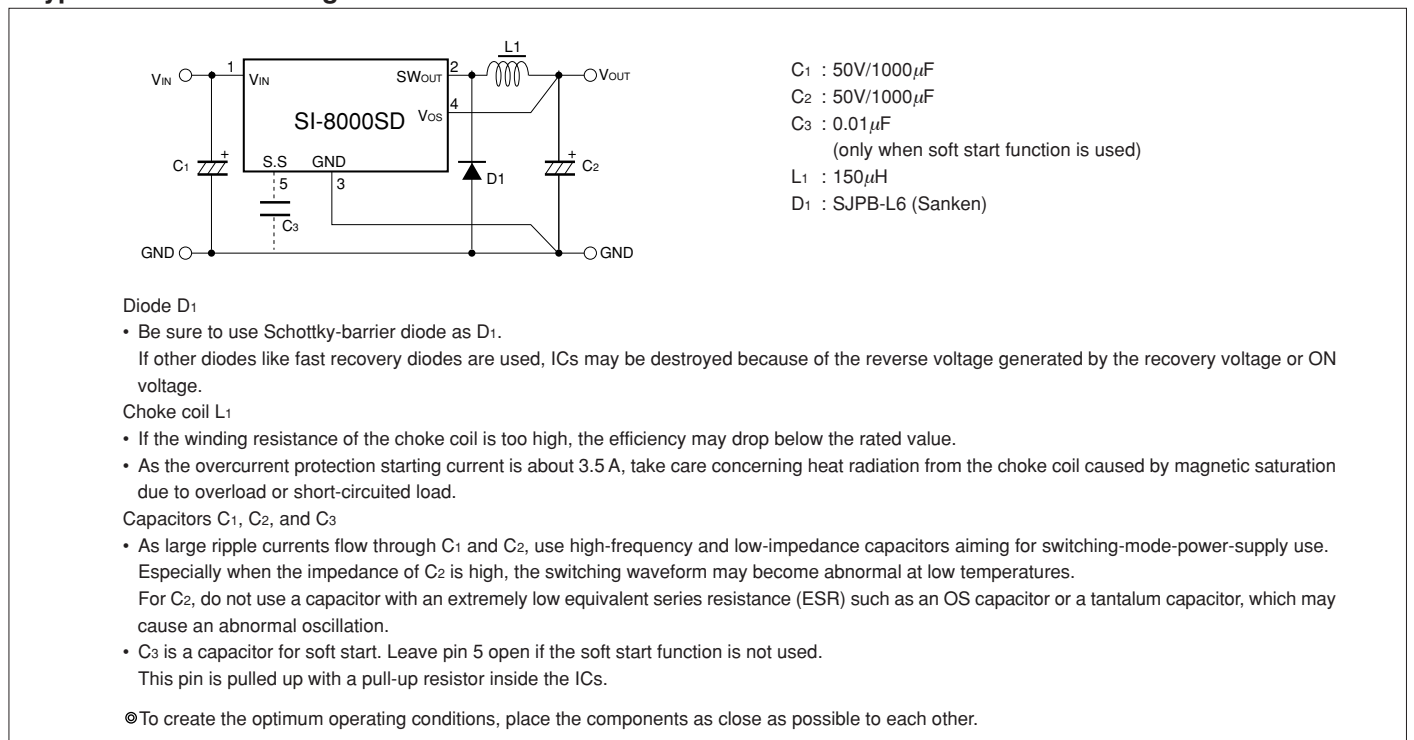 L1
VIN
1
VIN
SWOUT
2
VOUT
SI-8000SD
VOS
4
C1
+
S.S
GND
5
3
D1
+
C2
C3
GND
GND
C1 : 50V/1000μF
C2 : 50V/1000μF
C3 : 0.01μF
(only when soft start function is used)
L1 : 150μH
D1 : SJPB-L6 (Sanken)
Diode D1
• Be sure to use Schottky-barrier diode as D1.
If other diodes like fast recovery diodes are used, ICs may be destroyed because of the reverse voltage generated by the recovery voltage or ON
voltage.
Choke coil L1
• If the winding resistance of the choke coil is too high, the efficiency may drop below the rated value.
• As the overcurrent protection starting current is about 3.5 A, take care concerning heat radiation from the choke coil caused by magnetic saturation
due to overload or short-circuited load.
Capacitors C1, C2, and C3
• As large ripple currents flow through C1 and C2, use high-frequency and low-impedance capacitors aiming for switching-mode-power-supply use.
Especially when the impedance of C2 is high, the switching waveform may become abnormal at low temperatures.
For C2, do not use a capacitor with an extremely low equivalent series resistance (ESR) such as an OS capacitor or a tantalum capacitor, which may
cause an abnormal oscillation.
• C3 is a capacitor for soft start. Leave pin 5 open if the soft start function is not used.
This pin is pulled up with a pull-up resistor inside the ICs.
◎To create the optimum operating conditions, place the components as close as possible to each other.